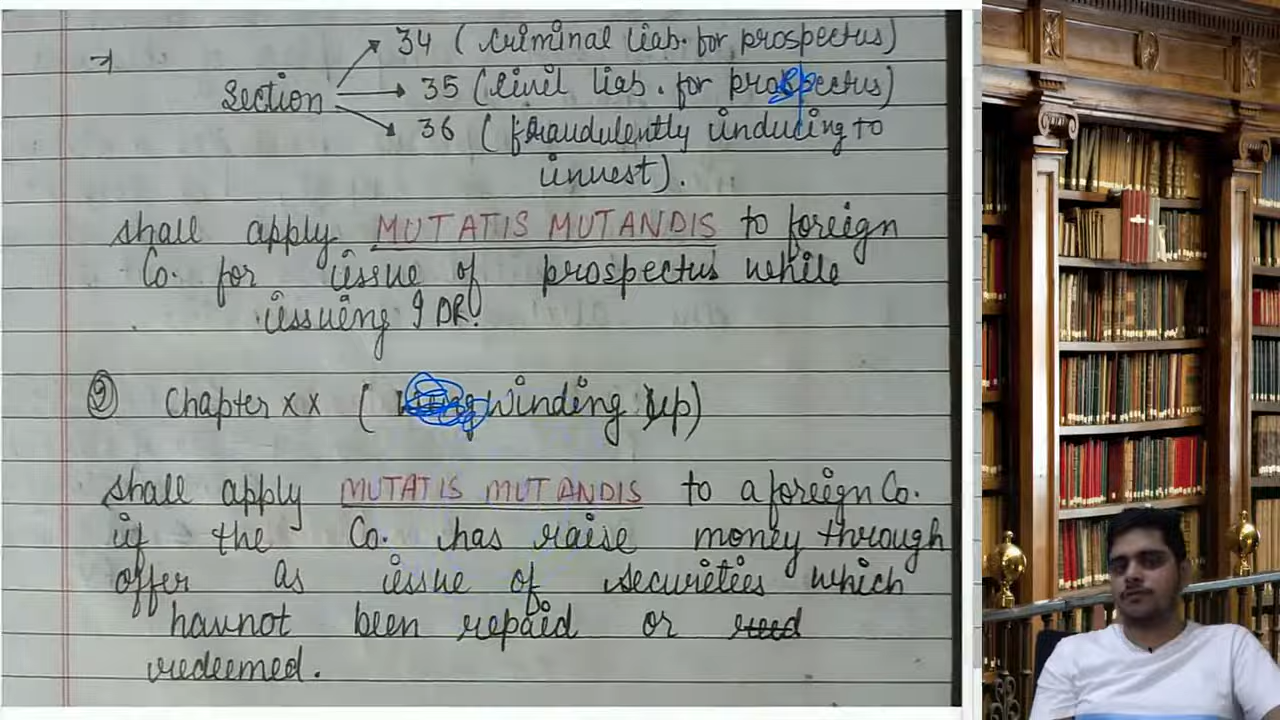 → 34 (criminal liab. for prospectus)
Section → 35 (civil liab. for prospectus)
36 (fraudulently inducing to
invest).
shall apply MUTATIS MUTANDIS to foreign
Co. for issue of prospectus while
issuing IDR.
⑨ Chapter XX ( winding up)
shall apply MUTATIS MUTANDIS to a foreign Co.
if the Co. has raise money through
offer as issue of securities which
havnot been repaid or
redeemed.